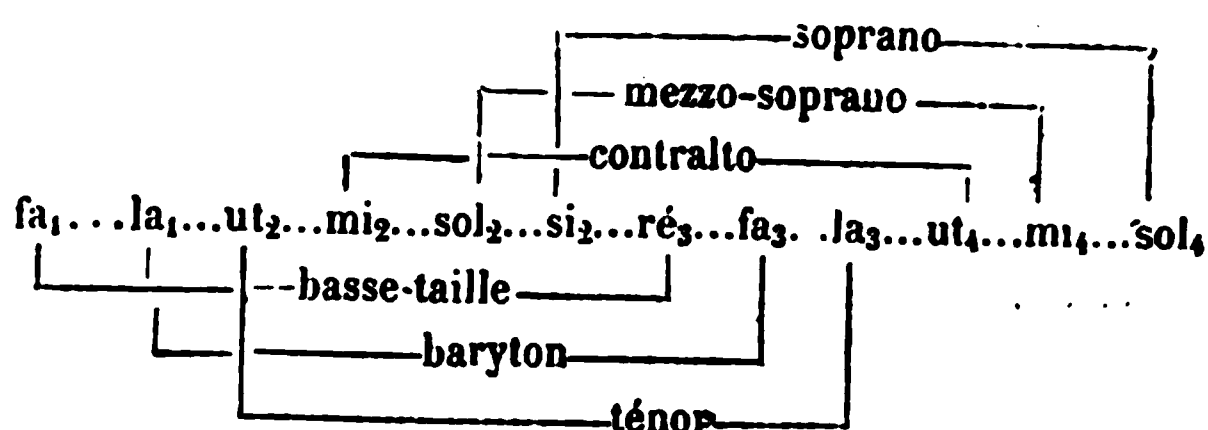 soprano
mezzo-soprano
contralto
fa₁...la₁...ut₂...mi₂...sol₂...si₂...ré₃...fa₃. .la₃...ut₄...mi₄...sol₄
basse-taille
baryton
ténor